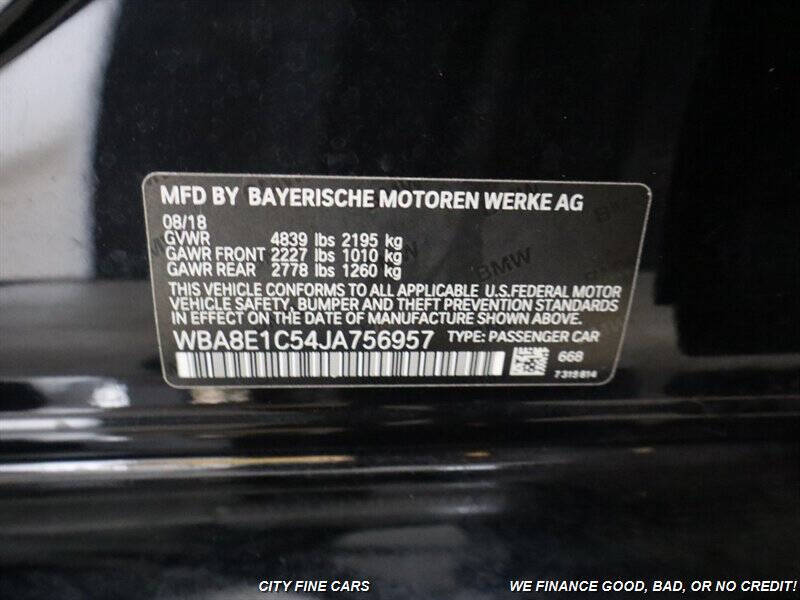 MFD BY BAYERISCHE MOTOREN WERKE AG
08/18
GVWR 4839 lbs 2195 kg
GAWR FRONT 2227 lbs 1010 kg
GAWR REAR 2778 lbs 1260 kg
THIS VEHICLE CONFORMS TO ALL APPLICABLE U.S.FEDERAL MOTOR
VEHICLE SAFETY, BUMPER AND THEFT PREVENTION STANDARDS
IN EFFECT ON THE DATE OF MANUFACTURE SHOWN ABOVE.
WBA8E1C54JA756957 TYPE: PASSENGER CAR
668
7319814
BMW
CITY FINE CARS
WE FINANCE GOOD, BAD, OR NO CREDIT!